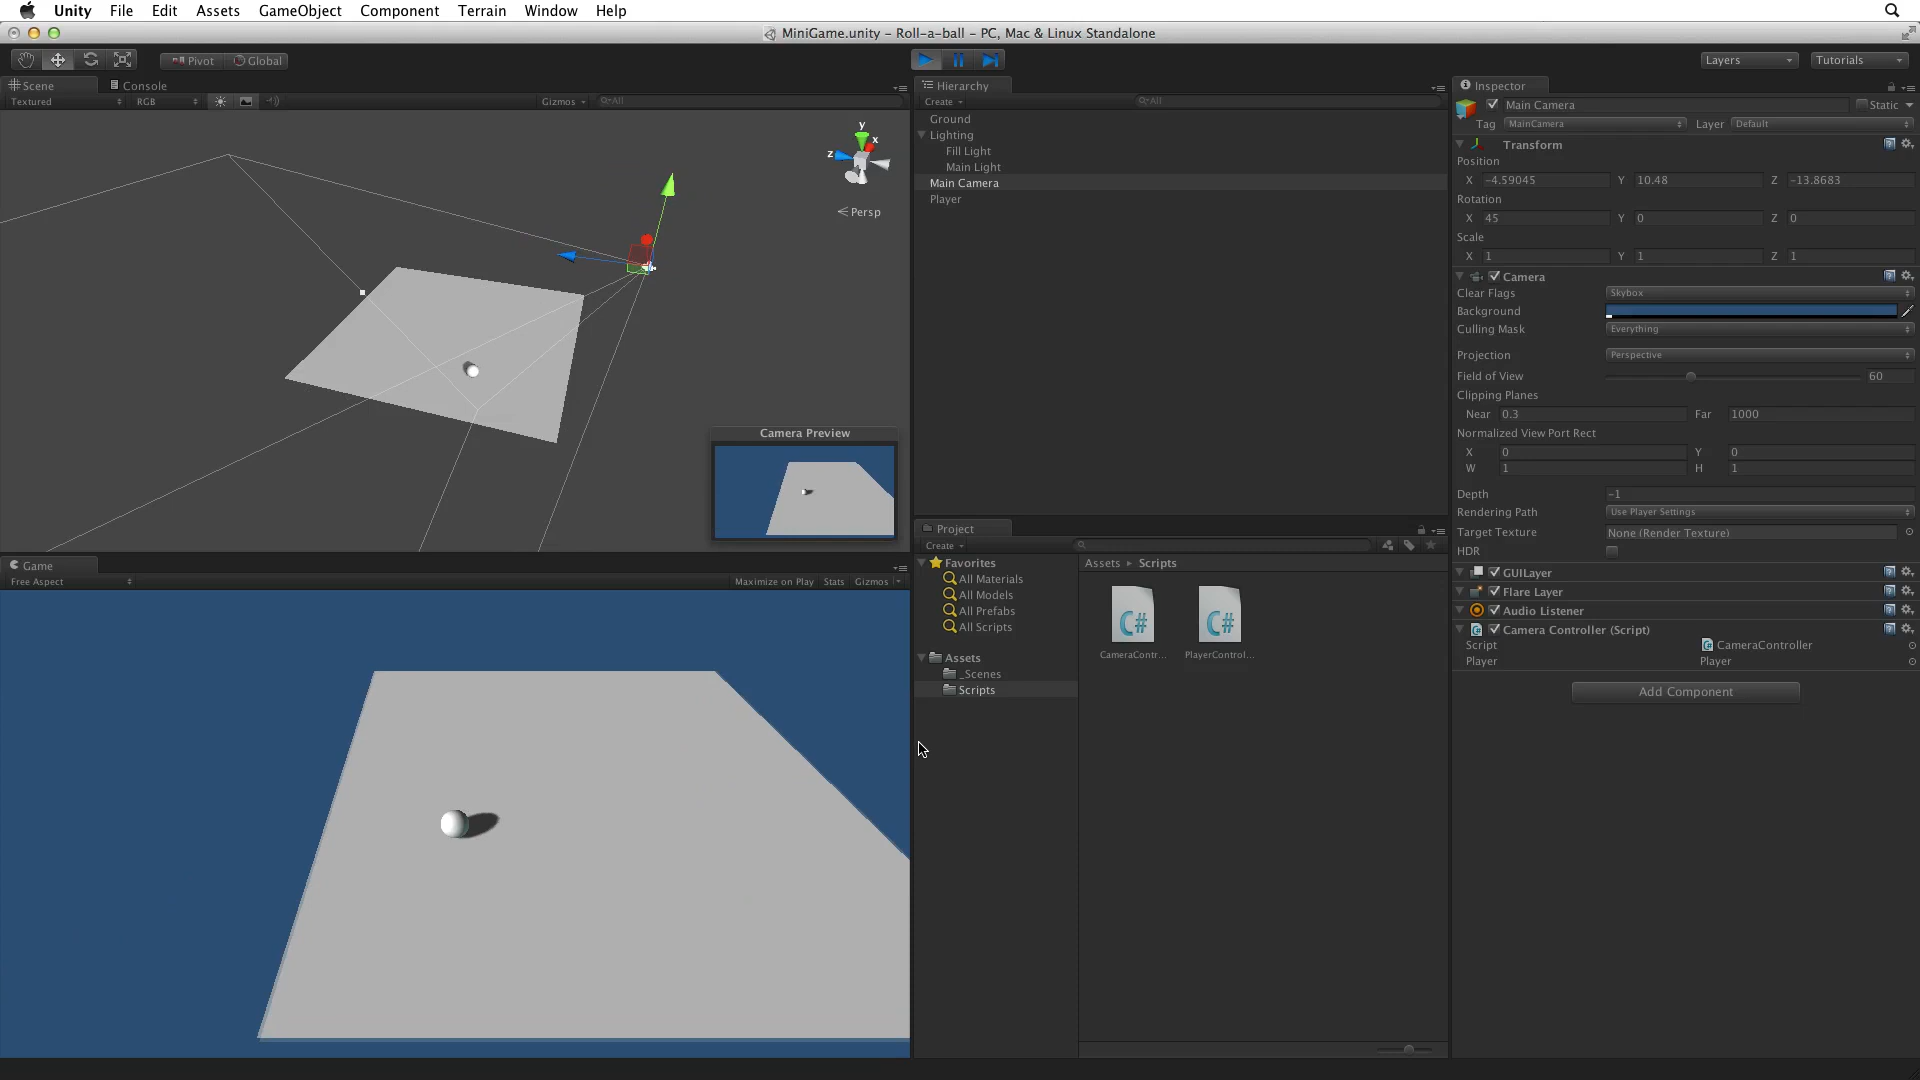 Unity File Edit Assets GameObject Component Terrain Window Help
MiniGame.unity – Roll-a-ball – PC, Mac & Linux Standalone
Pivot Global
Layers
Tutorials
Scene Console
Textured RGB Gizmos All
y
x
z
Persp
Camera Preview
Game
Free Aspect Maximize on Play Stats Gizmos
Hierarchy
Create All
Ground
Lighting
Fill Light
Main Light
Main Camera
Player
Project
Create
Favorites
All Materials
All Models
All Prefabs
All Scripts
Assets
_Scenes
Scripts
Assets Scripts
C# C#
CameraContr... PlayerControl...
Inspector
Main Camera Static
Tag MainCamera Layer Default
Transform
Position
X -4.59045 Y 10.48 Z -13.8683
Rotation
X 45 Y 0 Z 0
Scale
X 1 Y 1 Z 1
Camera
Clear Flags Skybox
Background
Culling Mask Everything
Projection Perspective
Field of View 60
Clipping Planes
Near 0.3 Far 1000
Normalized View Port Rect
X 0 Y 0
W 1 H 1
Depth -1
Rendering Path Use Player Settings
Target Texture None (Render Texture)
HDR
GUILayer
Flare Layer
Audio Listener
Camera Controller (Script)
Script CameraController
Player Player
Add Component